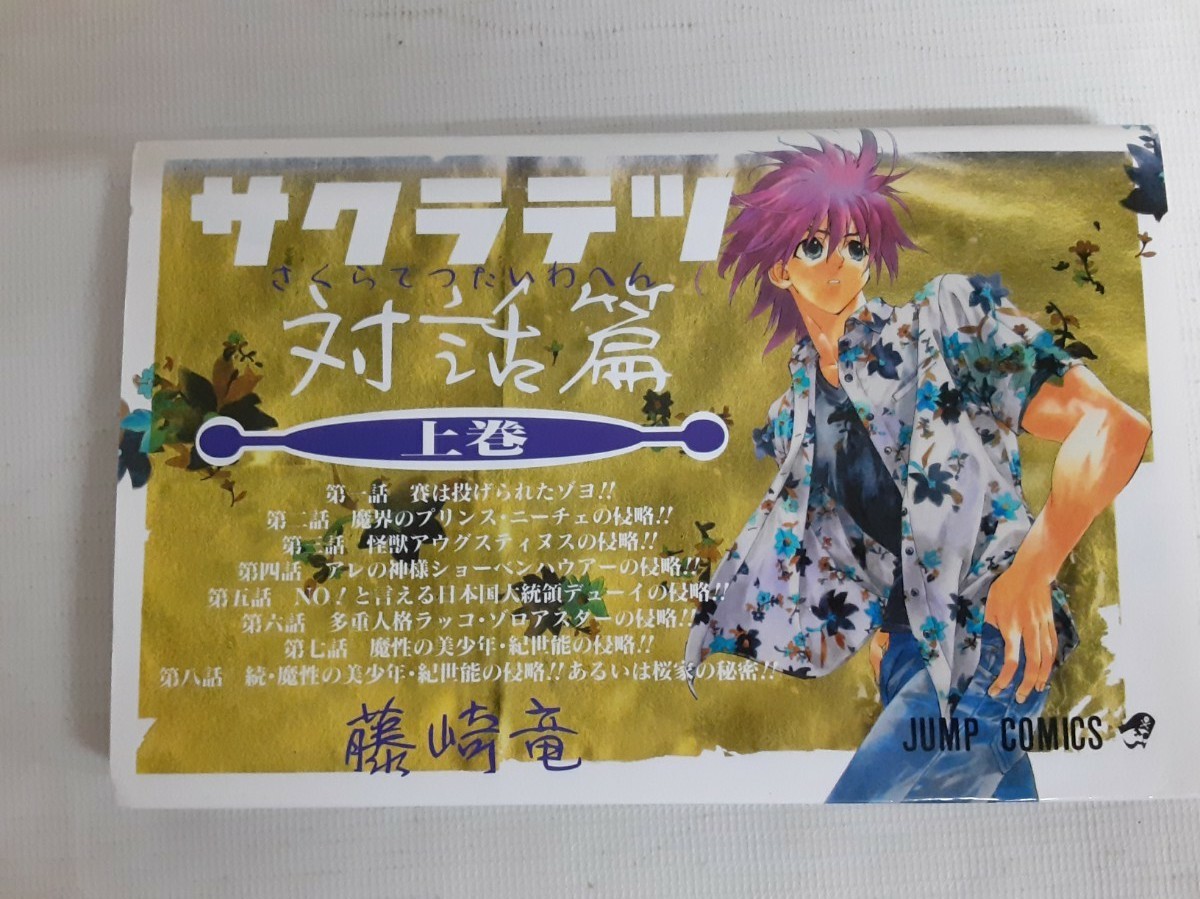 サクラテツ
さくらてつたいわへん
対話篇
上巻
第一話 賽は投げられたゾヨ!!
第二話 魔界のプリンス・ニーチェの侵略!!
第三話 怪獣アウグスティヌスの侵略!!
第四話 アレの神様ショーペンハウアーの侵略!!
第五話 NO!と言える日本国大統領デューイの侵略!!
第六話 多重人格ラッコ・ゾロアスターの侵略!!
第七話 魔性の美少年・紀世能の侵略!!
第八話 続・魔性の美少年・紀世能の侵略!!あるいは桜家の秘密!!
藤崎竜
JUMP COMICS